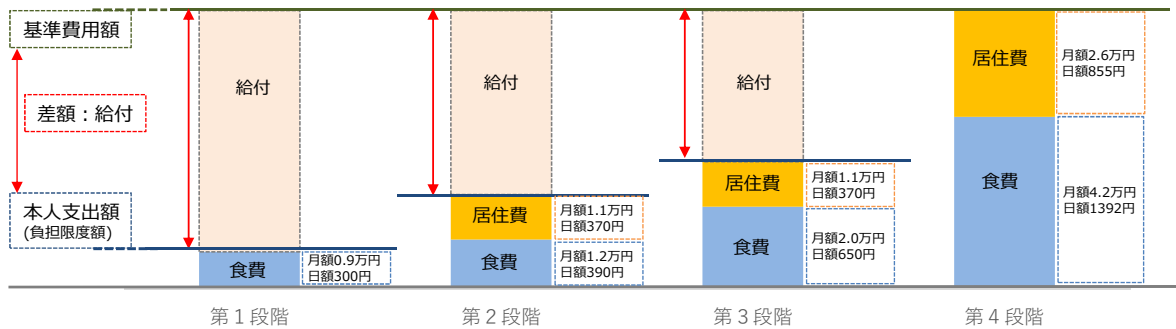 基準費用額
差額：給付
本人支出額
(負担限度額)
給付
食費
月額0.9万円
日額300円
第１段階
給付
居住費
月額1.1万円
日額370円
食費
月額1.2万円
日額390円
第２段階
給付
居住費
月額1.1万円
日額370円
食費
月額2.0万円
日額650円
第３段階
居住費
月額2.6万円
日額855円
食費
月額4.2万円
日額1392円
第４段階